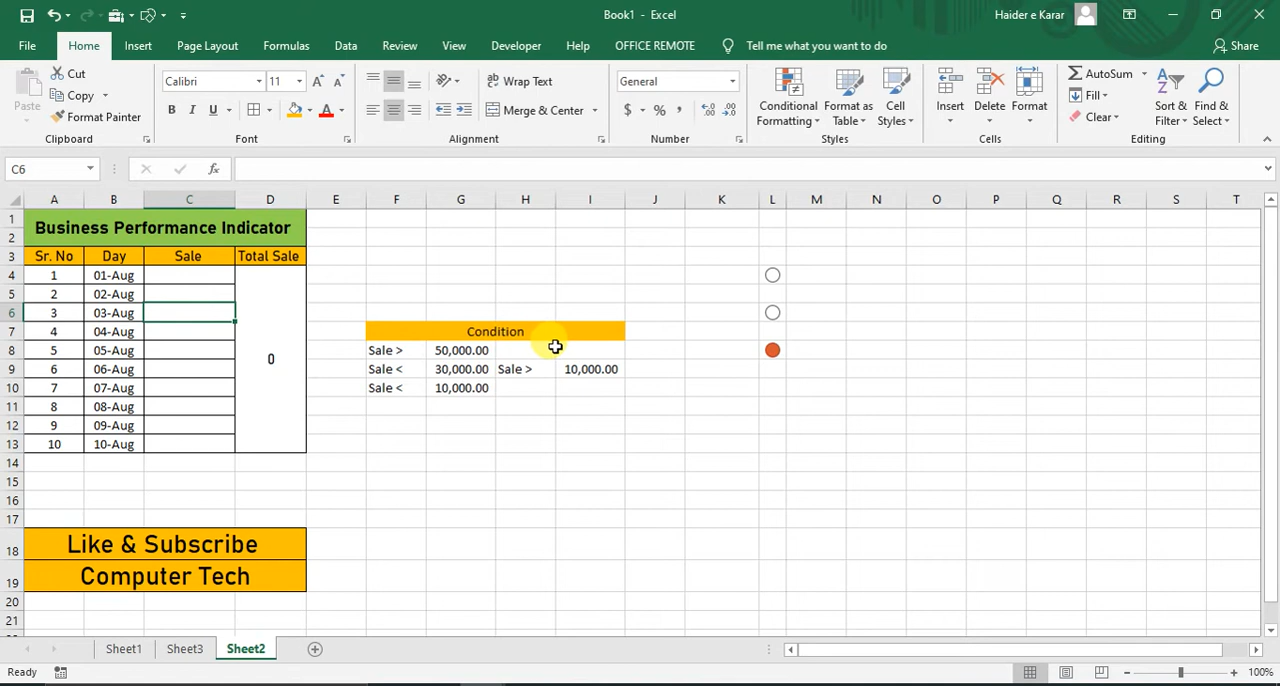 Book1 - Excel
Haider e Karar
File Home Insert Page Layout Formulas Data Review View Developer Help OFFICE REMOTE Tell me what you want to do Share
Paste
Cut
Copy
Format Painter
Clipboard
Calibri 11
B I U
Font
Wrap Text
Merge & Center
Alignment
General
$ % ,
Number
Conditional Formatting
Format as Table
Cell Styles
Styles
Insert Delete Format
Cells
AutoSum
Fill
Clear
Sort & Filter
Find & Select
Editing
C6
fx
A B C D E F G H I J K L M N O P Q R S T
1
2
Business Performance Indicator
3 Sr. No Day Sale Total Sale
4 1 01-Aug
5 2 02-Aug
6 3 03-Aug
7 4 04-Aug Condition
8 5 05-Aug 0 Sale > 50,000.00
9 6 06-Aug Sale < 30,000.00 Sale > 10,000.00
10 7 07-Aug Sale < 10,000.00
11 8 08-Aug
12 9 09-Aug
13 10 10-Aug
14
15
16
17
18 Like & Subscribe
19 Computer Tech
20
21
Sheet1 Sheet3 Sheet2
Ready
100%